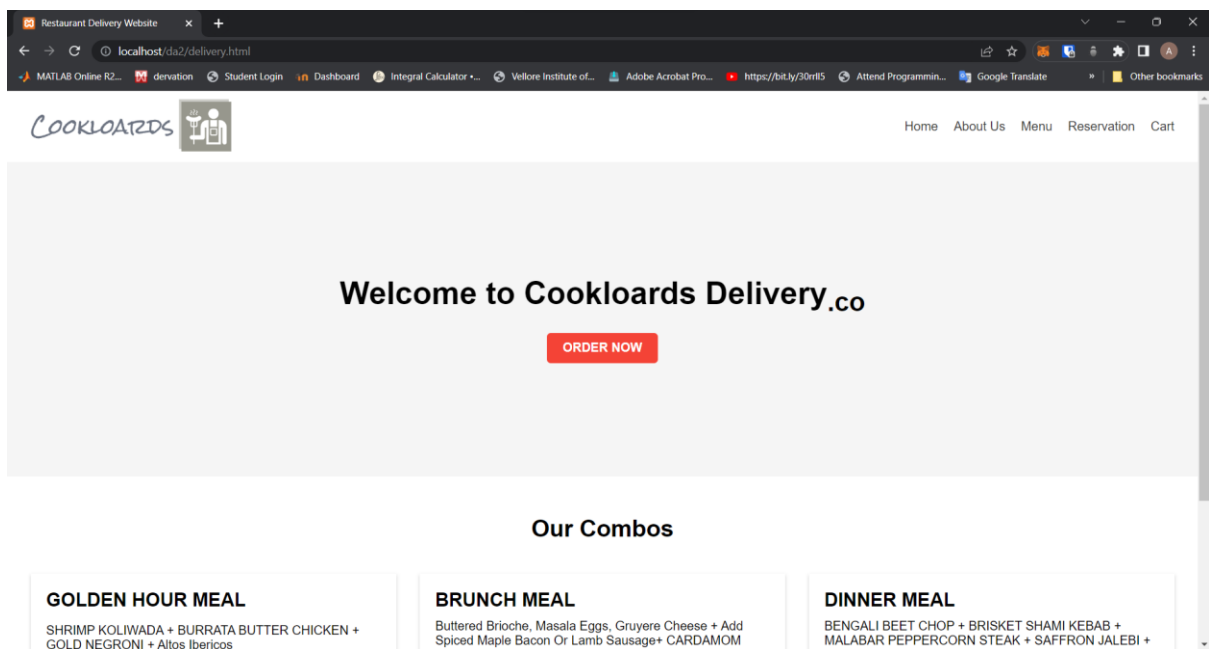 Restaurant Delivery Website
localhost/da2/delivery.html
MATLAB Online R2... dervation Student Login Dashboard Integral Calculator •... Vellore Institute of... Adobe Acrobat Pro... https://bit.ly/30rrll5 Attend Programmin... Google Translate » Other bookmarks
COOKLOARDS Home About Us Menu Reservation Cart
Welcome to Cookloards Delivery.co
ORDER NOW
Our Combos
GOLDEN HOUR MEAL
SHRIMP KOLIWADA + BURRATA BUTTER CHICKEN +
GOLD NEGRONI + Altos Ibericos
BRUNCH MEAL
Buttered Brioche, Masala Eggs, Gruyere Cheese + Add
Spiced Maple Bacon Or Lamb Sausage+ CARDAMOM
DINNER MEAL
BENGALI BEET CHOP + BRISKET SHAMI KEBAB +
MALABAR PEPPERCORN STEAK + SAFFRON JALEBI +